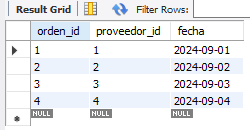 Result Grid Filter Rows:
orden_id proveedor_id fecha
1 1 2024-09-01
2 2 2024-09-02
3 3 2024-09-03
4 4 2024-09-04
NULL NULL NULL